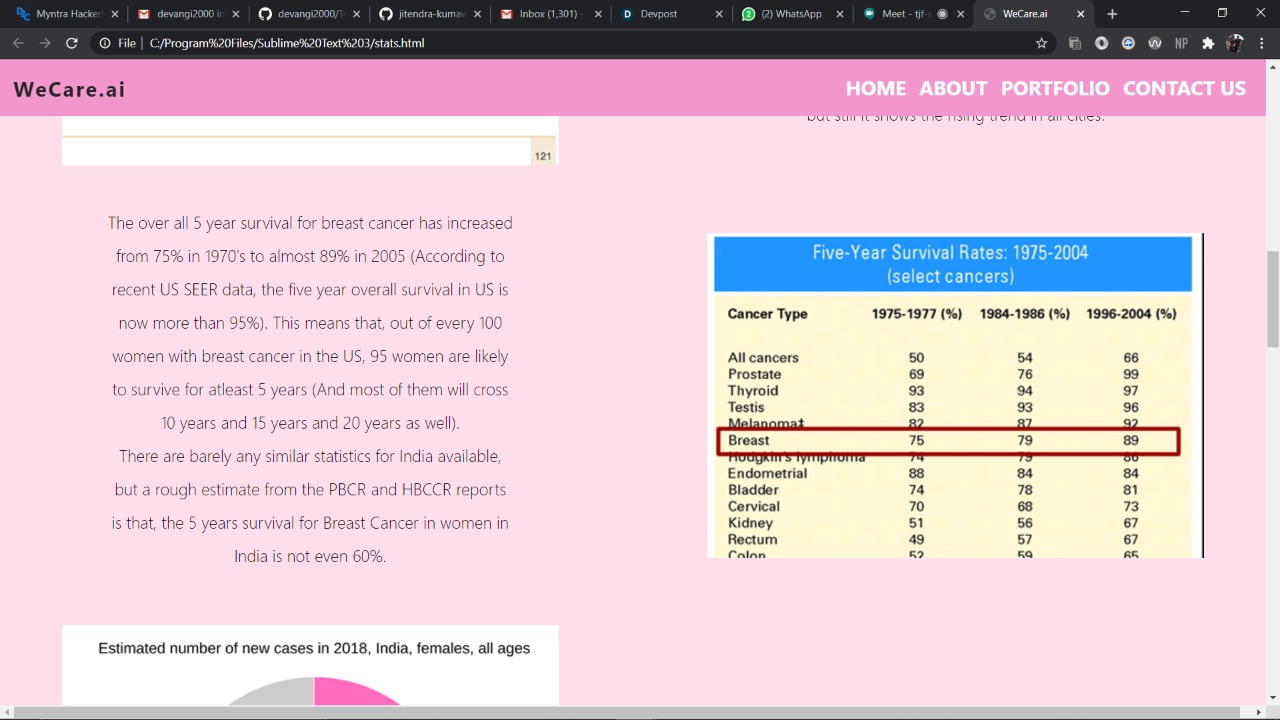 Myntra Hackeri
devangi2000 in
devangi2000/Te
jitendra-kumaw
Inbox (1,301) -
Devpost
(2) WhatsApp
Meet - tjf-x
WeCare.ai
File | C:/Program%20Files/Sublime%20Text%203/stats.html
NP
WeCare.ai
HOME ABOUT PORTFOLIO CONTACT US
but still it shows the rising trend in all cities.
121
The over all 5 year survival for breast cancer has increased
from 75% in 1970's to almost 89% in 2005 (According to
recent US SEER data, the five year overall survival in US is
now more than 95%). This means that, out of every 100
women with breast cancer in the US, 95 women are likely
to survive for atleast 5 years (And most of them will cross
10 years and 15 years and 20 years as well).
There are barely any similar statistics for India available,
but a rough estimate from the PBCR and HBCCR reports
is that, the 5 years survival for Breast Cancer in women in
India is not even 60%.
Five-Year Survival Rates: 1975-2004
(select cancers)
Cancer Type 1975-1977 (%) 1984-1986 (%) 1996-2004 (%)
All cancers 50 54 66
Prostate 69 76 99
Thyroid 93 94 97
Testis 83 93 96
Melanoma‡ 82 87 92
Breast 75 79 89
Hodgkin's lymphoma 74 79 86
Endometrial 88 84 84
Bladder 74 78 81
Cervical 70 68 73
Kidney 51 56 67
Rectum 49 57 67
Colon 52 59 65
Estimated number of new cases in 2018, India, females, all ages